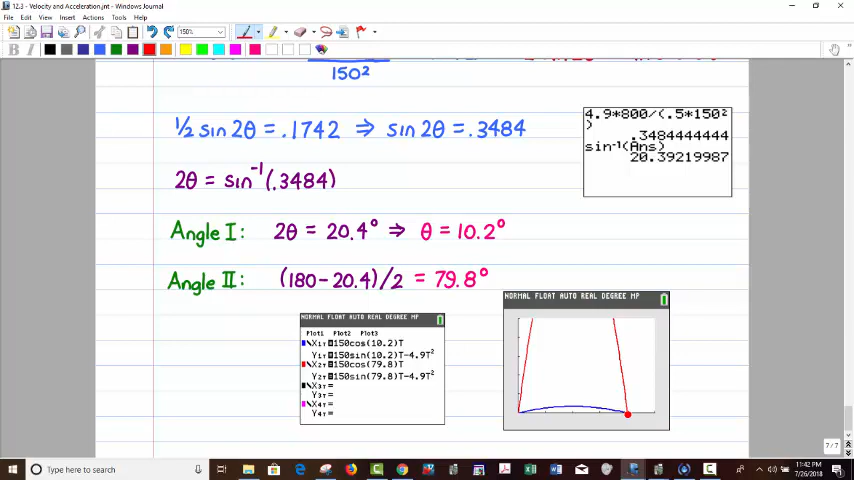 12.3 - Velocity and Acceleration.jnt
File Edit View Insert Actions Tools Help
150%
B I
150²
½ sin 2θ = .1742 ⇒ sin 2θ = .3484
4.9*800/(.5*150²
)
.3484444444
sin⁻¹(Ans)
20.39219987
2θ = sin⁻¹(.3484)
Angle I: 2θ = 20.4° ⇒ θ = 10.2°
Angle II: (180-20.4)/2 = 79.8°
NORMAL FLOAT AUTO REAL DEGREE MP
NORMAL FLOAT AUTO REAL DEGREE MP
Plot1 Plot2 Plot3
X1T=150cos(10.2)T
Y1T=150sin(10.2)T-4.9T²
X2T=150cos(79.8)T
Y2T=150sin(79.8)T-4.9T²
X3T=
Y3T=
X4T=
Y4T=
7/7
Type here to search
11:42 PM
7/26/2018